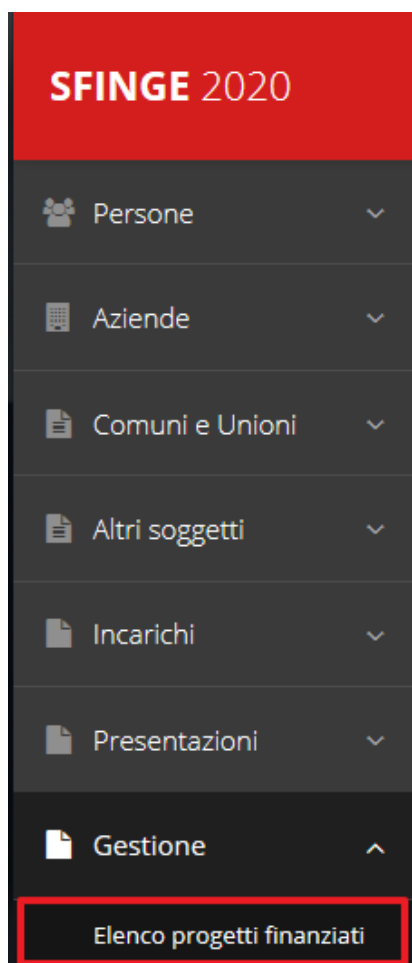 SFINGE 2020
Persone
Aziende
Comuni e Unioni
Altri soggetti
Incarichi
Presentazioni
Gestione
Elenco progetti finanziati